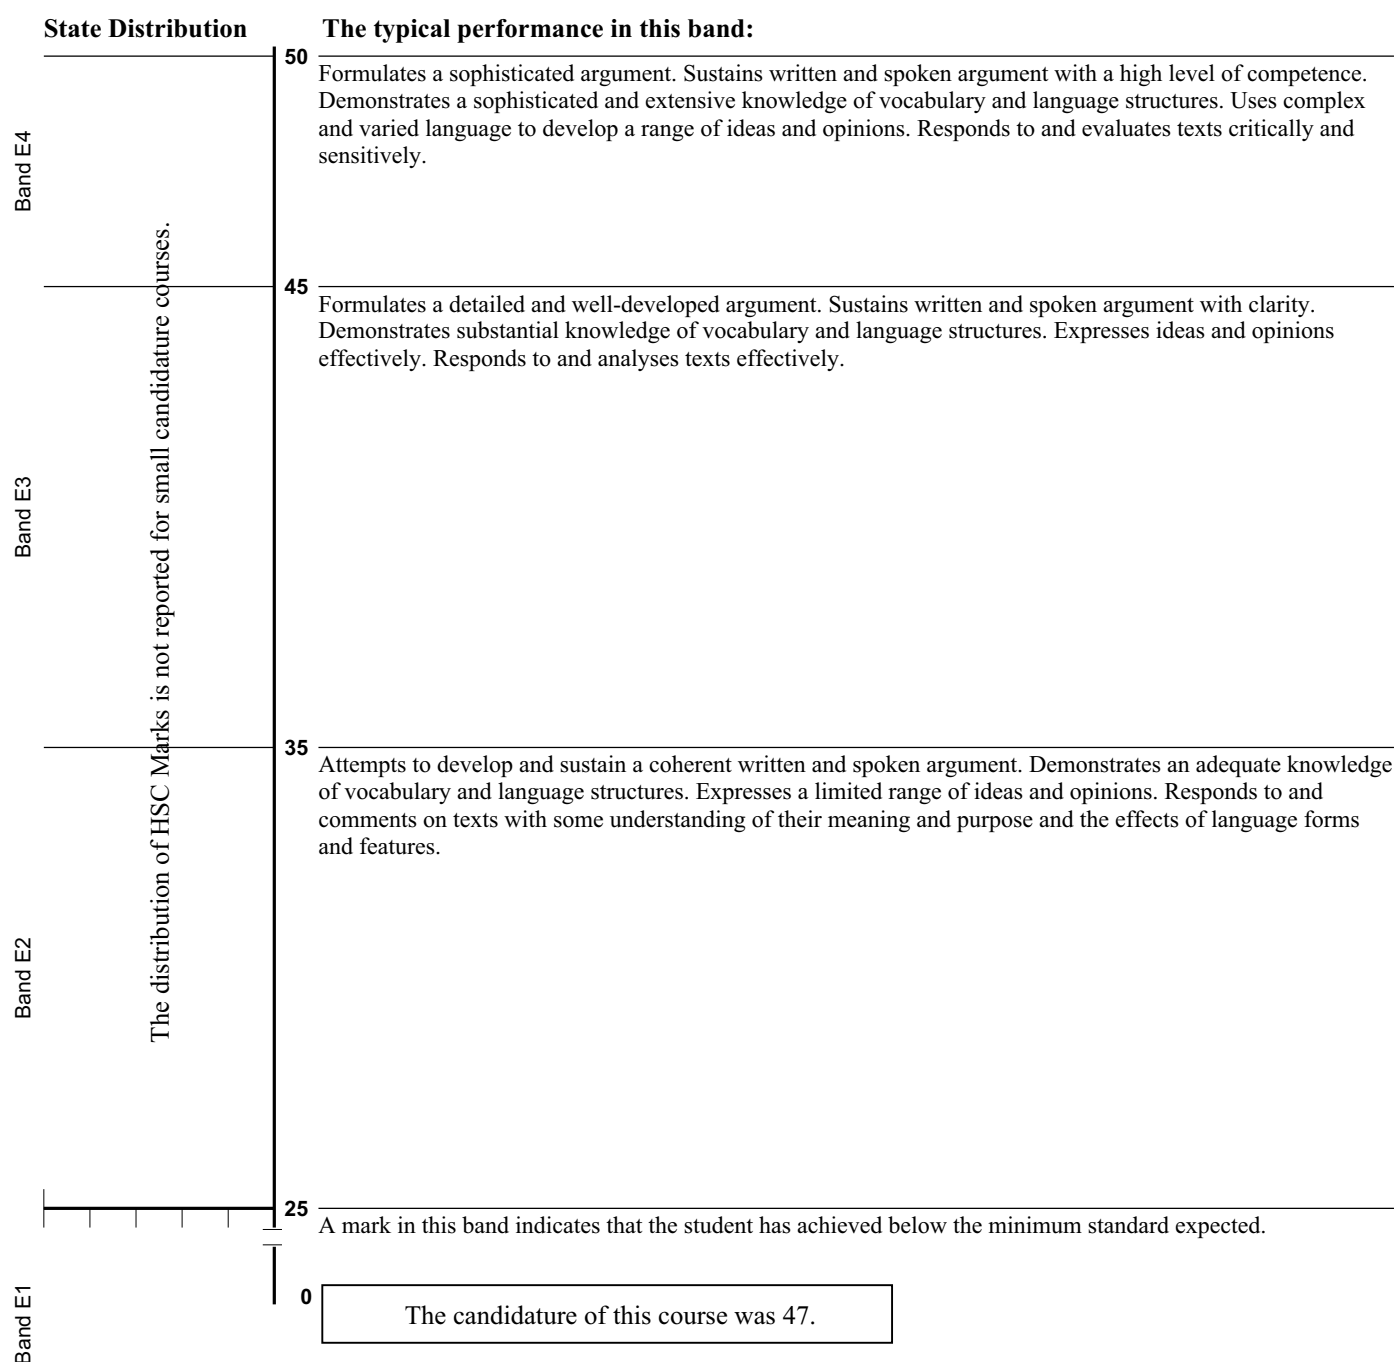 State Distribution
The typical performance in this band:
50
Formulates a sophisticated argument. Sustains written and spoken argument with a high level of competence.
Demonstrates a sophisticated and extensive knowledge of vocabulary and language structures. Uses complex
and varied language to develop a range of ideas and opinions. Responds to and evaluates texts critically and
sensitively.
Band E4
The distribution of HSC Marks is not reported for small candidature courses.
45
Formulates a detailed and well-developed argument. Sustains written and spoken argument with clarity.
Demonstrates substantial knowledge of vocabulary and language structures. Expresses ideas and opinions
effectively. Responds to and analyses texts effectively.
Band E3
35
Attempts to develop and sustain a coherent written and spoken argument. Demonstrates an adequate knowledge
of vocabulary and language structures. Expresses a limited range of ideas and opinions. Responds to and
comments on texts with some understanding of their meaning and purpose and the effects of language forms
and features.
Band E2
25
A mark in this band indicates that the student has achieved below the minimum standard expected.
0
Band E1
The candidature of this course was 47.